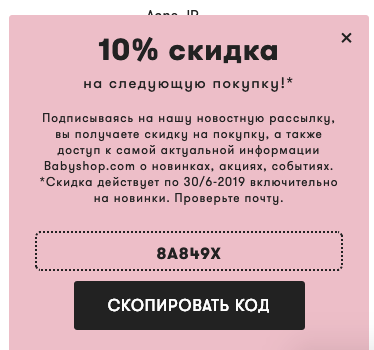 10% скидка
на следующую покупку!*
Подписываясь на нашу новостную рассылку,
вы получаете скидку на покупку, а также
доступ к самой актуальной информации
Babyshop.com о новинках, акциях, событиях.
*Скидка действует по 30/6-2019 включительно
на новинки. Проверьте почту.
8A849X
СКОПИРОВАТЬ КОД